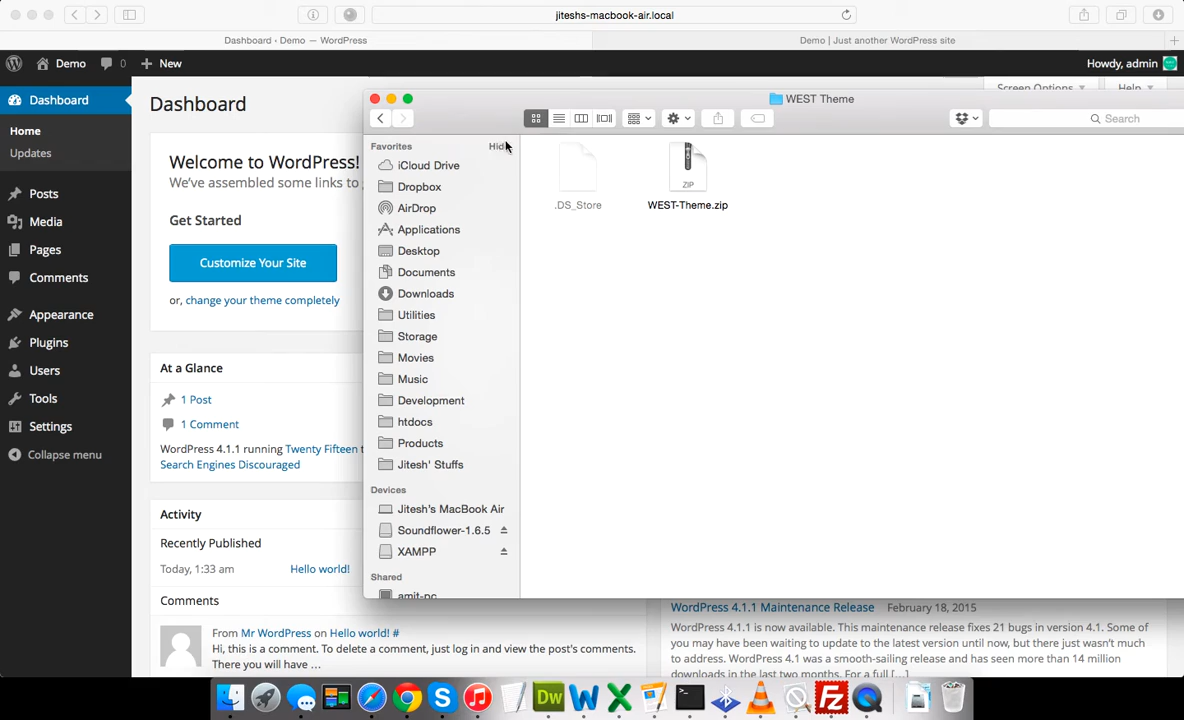 jiteshs-macbook-air.local
Dashboard ‹ Demo — WordPress
Demo | Just another WordPress site
Demo
0
New
Howdy, admin
Dashboard
Home
Updates
Posts
Media
Pages
Comments
Appearance
Plugins
Users
Tools
Settings
Collapse menu
Dashboard
Screen Options
Help
Welcome to WordPress!
We've assembled some links to
Get Started
Customize Your Site
or, change your theme completely
At a Glance
1 Post
1 Comment
WordPress 4.1.1 running Twenty Fifteen
Search Engines Discouraged
Activity
Recently Published
Today, 1:33 am
Hello world!
Comments
From Mr WordPress on Hello world! #
Hi, this is a comment. To delete a comment, just log in and view the post's comments.
There you will have …
WEST Theme
Search
Favorites
Hid
iCloud Drive
Dropbox
AirDrop
Applications
Desktop
Documents
Downloads
Utilities
Storage
Movies
Music
Development
htdocs
Products
Jitesh' Stuffs
Devices
Jitesh's MacBook Air
Soundflower-1.6.5
XAMPP
Shared
amit-pc
.DS_Store
ZIP
WEST-Theme.zip
WordPress 4.1.1 Maintenance Release
February 18, 2015
WordPress 4.1.1 is now available. This maintenance release fixes 21 bugs in version 4.1. Some of
you may have been waiting to update to the latest version until now, but there just wasn't much
to address. WordPress 4.1 was a smooth-sailing release and has seen more than 14 million
downloads in the last two months. For a full […]
Dw